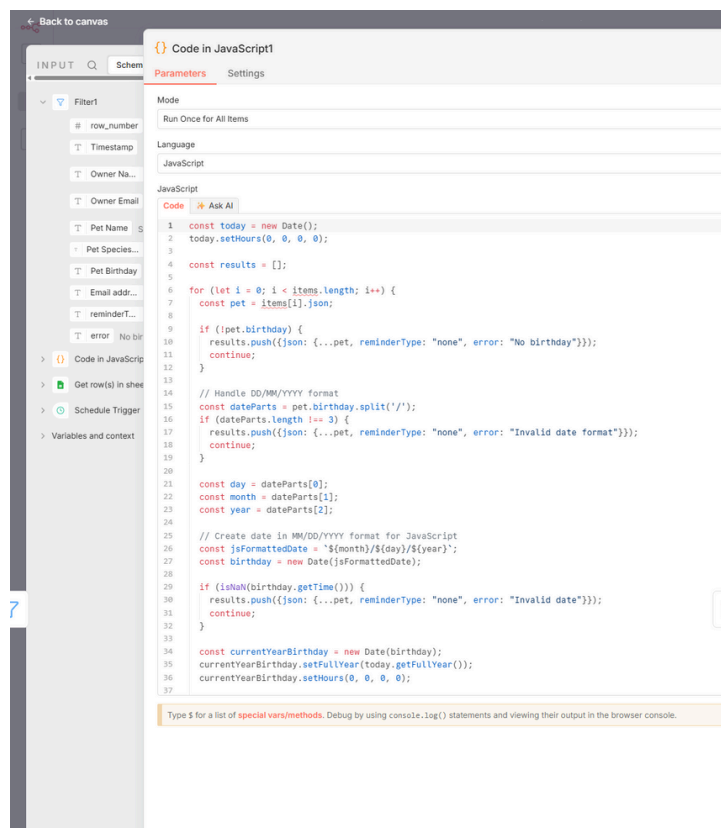 ← Back to canvas
INPUT
Schem
Filter1
# row_number
T Timestamp
T Owner Na...
T Owner Email
T Pet Name S
Pet Species...
T Pet Birthday
T Email addr...
T reminderT...
T error No bir
{} Code in JavaScrip
Get row(s) in shee
Schedule Trigger
Variables and context
{} Code in JavaScript1
Parameters Settings
Mode
Run Once for All Items
Language
JavaScript
JavaScript
Code Ask AI
1 const today = new Date();
2 today.setHours(0, 0, 0, 0);
3
4 const results = [];
5
6 for (let i = 0; i < items.length; i++) {
7 const pet = items[i].json;
8
9 if (!pet.birthday) {
10 results.push({json: {...pet, reminderType: "none", error: "No birthday"}});
11 continue;
12 }
13
14 // Handle DD/MM/YYYY format
15 const dateParts = pet.birthday.split('/');
16 if (dateParts.length !== 3) {
17 results.push({json: {...pet, reminderType: "none", error: "Invalid date format"}});
18 continue;
19 }
20
21 const day = dateParts[0];
22 const month = dateParts[1];
23 const year = dateParts[2];
24
25 // Create date in MM/DD/YYYY format for JavaScript
26 const jsFormattedDate = `${month}/${day}/${year}`;
27 const birthday = new Date(jsFormattedDate);
28
29 if (isNaN(birthday.getTime())) {
30 results.push({json: {...pet, reminderType: "none", error: "Invalid date"}});
31 continue;
32 }
33
34 const currentYearBirthday = new Date(birthday);
35 currentYearBirthday.setFullYear(today.getFullYear());
36 currentYearBirthday.setHours(0, 0, 0, 0);
37
Type $ for a list of special vars/methods. Debug by using console.log() statements and viewing their output in the browser console.